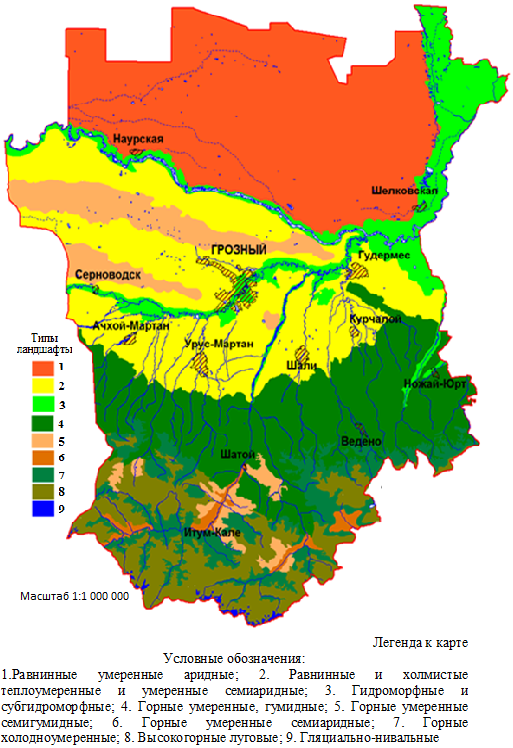 Наурская
Шелковская
ГРОЗНЫЙ
Гудермес
Серноводск
Ачхой-Мартан
Курчалой
Урус-Мартан
Шали
Ножай-Юрт
Ведено
Шатой
Итум-Кале
Типы
ландшафты
1
2
3
4
5
6
7
8
9
Масштаб 1:1 000 000
Легенда к карте
Условные обозначения:
1.Равнинные умеренные аридные; 2. Равнинные и холмистые
теплоумеренные и умеренные семиаридные; 3. Гидроморфные и
субгидроморфные; 4. Горные умеренные, гумидные; 5. Горные умеренные
семигумидные; 6. Горные умеренные семиаридные; 7. Горные
холодноумеренные; 8. Высокогорные луговые; 9. Гляциально-нивальные